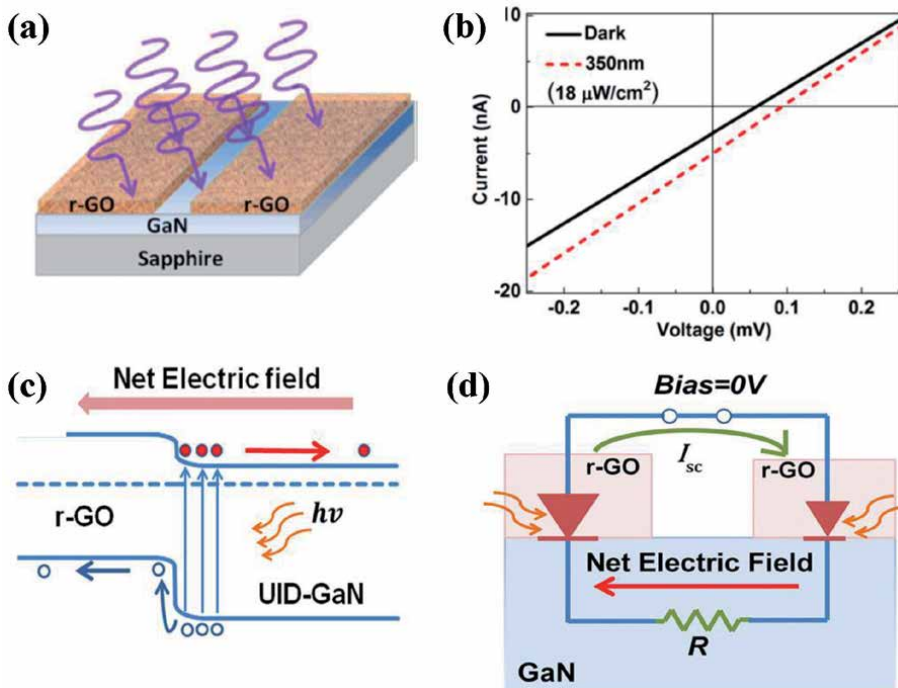 (a)
r-GO
r-GO
GaN
Sapphire
(b)
Dark
350nm
(18 μW/cm²)
Current (nA)
10
0
-10
-20
-0.2
-0.1
0.0
0.1
0.2
Voltage (mV)
(c)
Net Electric field
r-GO
hν
UID-GaN
(d)
Bias=0V
r-GO
I_sc
r-GO
Net Electric Field
R
GaN